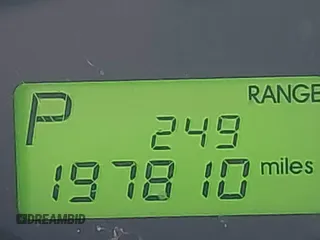 RANGE
P 249
197810 miles
DREAMBID